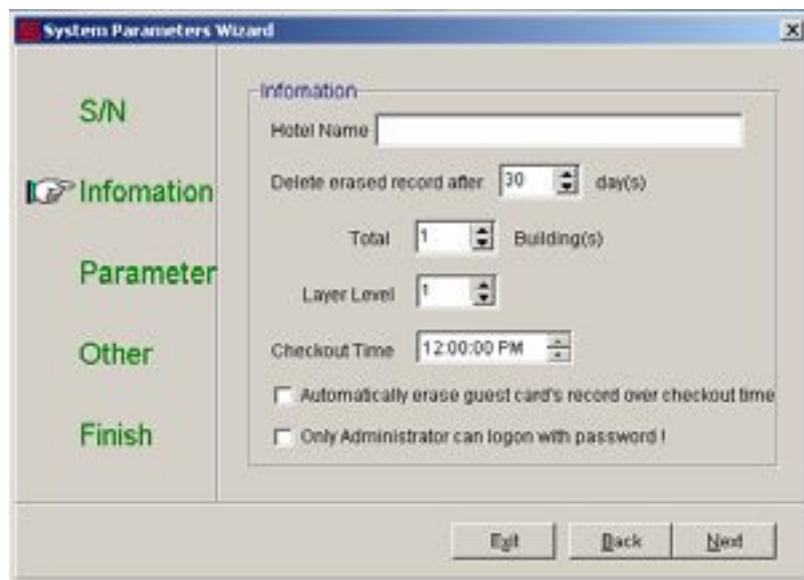 System Parameters Wizard
S/N
Infomation
Parameter
Other
Finish
Infomation
Hotel Name
Delete erased record after 30 day(s)
Total 1 Building(s)
Layer Level 1
Checkout Time 12:00:00 PM
Automatically erase guest card's record over checkout time
Only Administrator can logon with password !
Exit
Back
Next